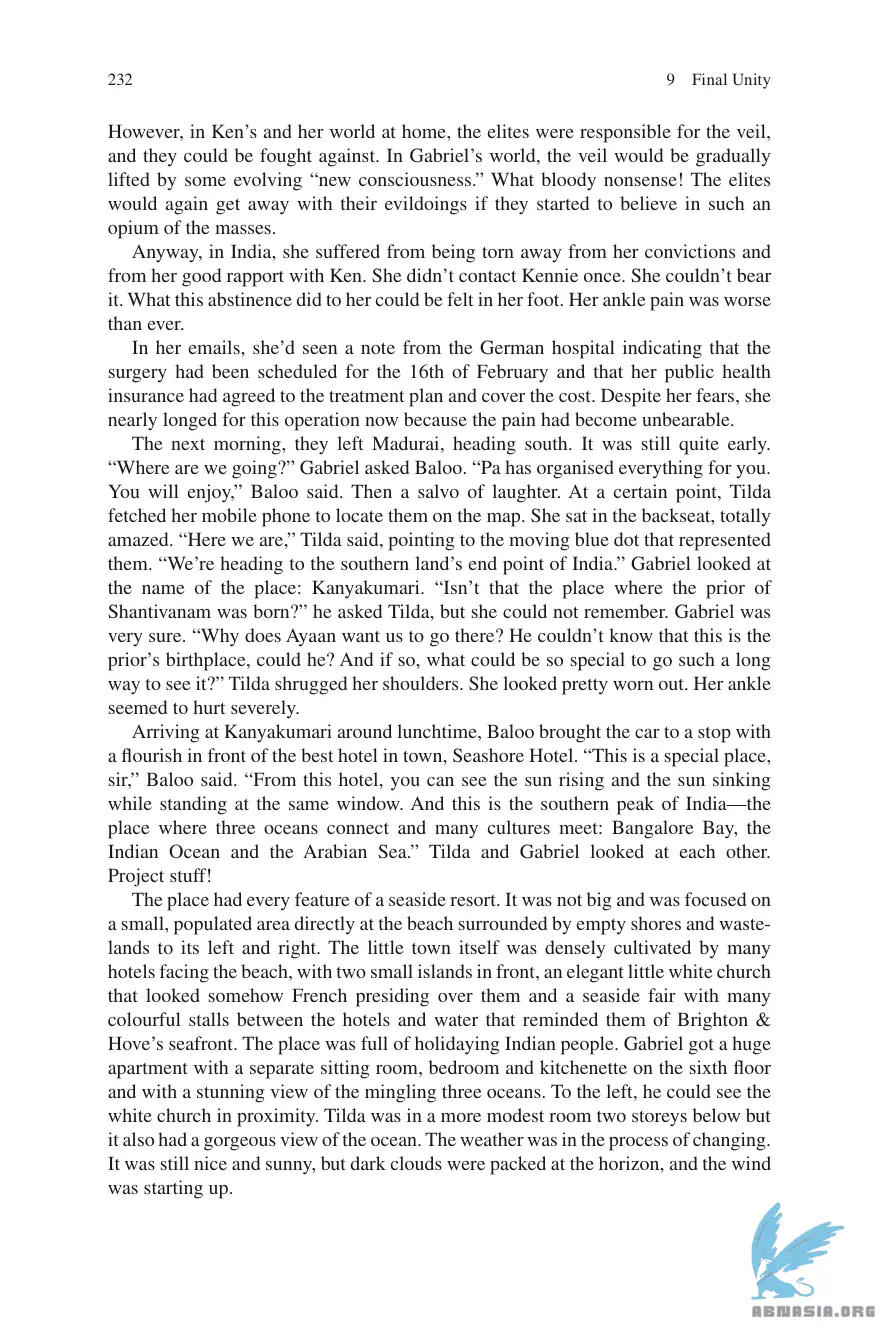 232
9 Final Unity
However, in Ken’s and her world at home, the elites were responsible for the veil,
and they could be fought against. In Gabriel’s world, the veil would be gradually
lifted by some evolving “new consciousness.” What bloody nonsense! The elites
would again get away with their evildoings if they started to believe in such an
opium of the masses.
Anyway, in India, she suffered from being torn away from her convictions and
from her good rapport with Ken. She didn’t contact Kennie once. She couldn’t bear
it. What this abstinence did to her could be felt in her foot. Her ankle pain was worse
than ever.
In her emails, she’d seen a note from the German hospital indicating that the
surgery had been scheduled for the 16th of February and that her public health
insurance had agreed to the treatment plan and cover the cost. Despite her fears, she
nearly longed for this operation now because the pain had become unbearable.
The next morning, they left Madurai, heading south. It was still quite early.
“Where are we going?” Gabriel asked Baloo. “Pa has organised everything for you.
You will enjoy,” Baloo said. Then a salvo of laughter. At a certain point, Tilda
fetched her mobile phone to locate them on the map. She sat in the backseat, totally
amazed. “Here we are,” Tilda said, pointing to the moving blue dot that represented
them. “We’re heading to the southern land’s end point of India.” Gabriel looked at
the name of the place: Kanyakumari. “Isn’t that the place where the prior of
Shantivanam was born?” he asked Tilda, but she could not remember. Gabriel was
very sure. “Why does Ayaan want us to go there? He couldn’t know that this is the
prior’s birthplace, could he? And if so, what could be so special to go such a long
way to see it?” Tilda shrugged her shoulders. She looked pretty worn out. Her ankle
seemed to hurt severely.
Arriving at Kanyakumari around lunchtime, Baloo brought the car to a stop with
a flourish in front of the best hotel in town, Seashore Hotel. “This is a special place,
sir,” Baloo said. “From this hotel, you can see the sun rising and the sun sinking
while standing at the same window. And this is the southern peak of India—the
place where three oceans connect and many cultures meet: Bangalore Bay, the
Indian Ocean and the Arabian Sea.” Tilda and Gabriel looked at each other.
Project stuff!
The place had every feature of a seaside resort. It was not big and was focused on
a small, populated area directly at the beach surrounded by empty shores and waste-
lands to its left and right. The little town itself was densely cultivated by many
hotels facing the beach, with two small islands in front, an elegant little white church
that looked somehow French presiding over them and a seaside fair with many
colourful stalls between the hotels and water that reminded them of Brighton &
Hove’s seafront. The place was full of holidaying Indian people. Gabriel got a huge
apartment with a separate sitting room, bedroom and kitchenette on the sixth floor
and with a stunning view of the mingling three oceans. To the left, he could see the
white church in proximity. Tilda was in a more modest room two storeys below but
it also had a gorgeous view of the ocean. The weather was in the process of changing.
It was still nice and sunny, but dark clouds were packed at the horizon, and the wind
was starting up.
ABNASIA.ORG